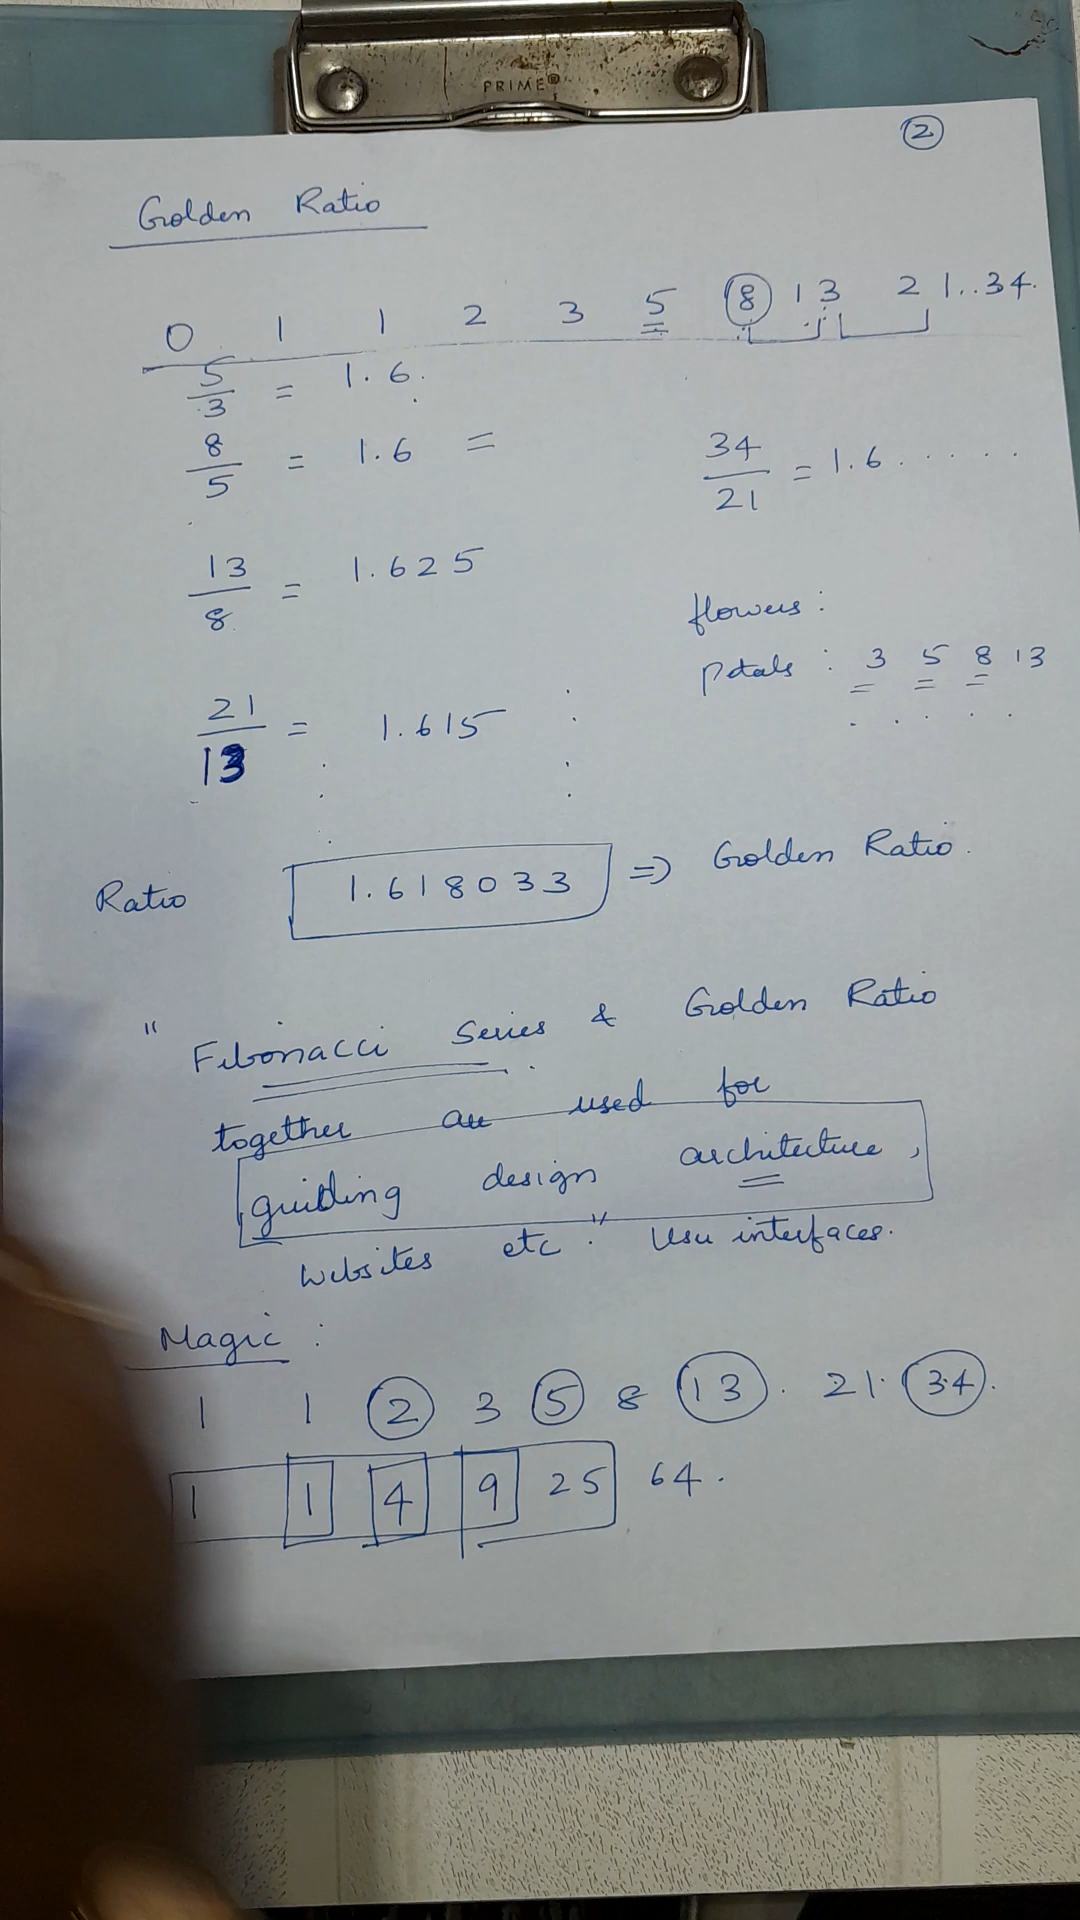 PRIME®
2
Golden Ratio
0 1 1 2 3 5 8 13 21..34.
5/3 = 1.6.
8/5 = 1.6 =
34/21 = 1.6......
13/8 = 1.625
flowers :
petals : 3 5 8 13
21/13 = 1.615
Ratio 1.618033 => Golden Ratio.
" Fibonacci Series & Golden Ratio
together are used for
guiding design architecture,
websites etc." User interfaces.
Magic :
1 1 2 3 5 8 13. 21. 34.
1 1 4 9 25 64.